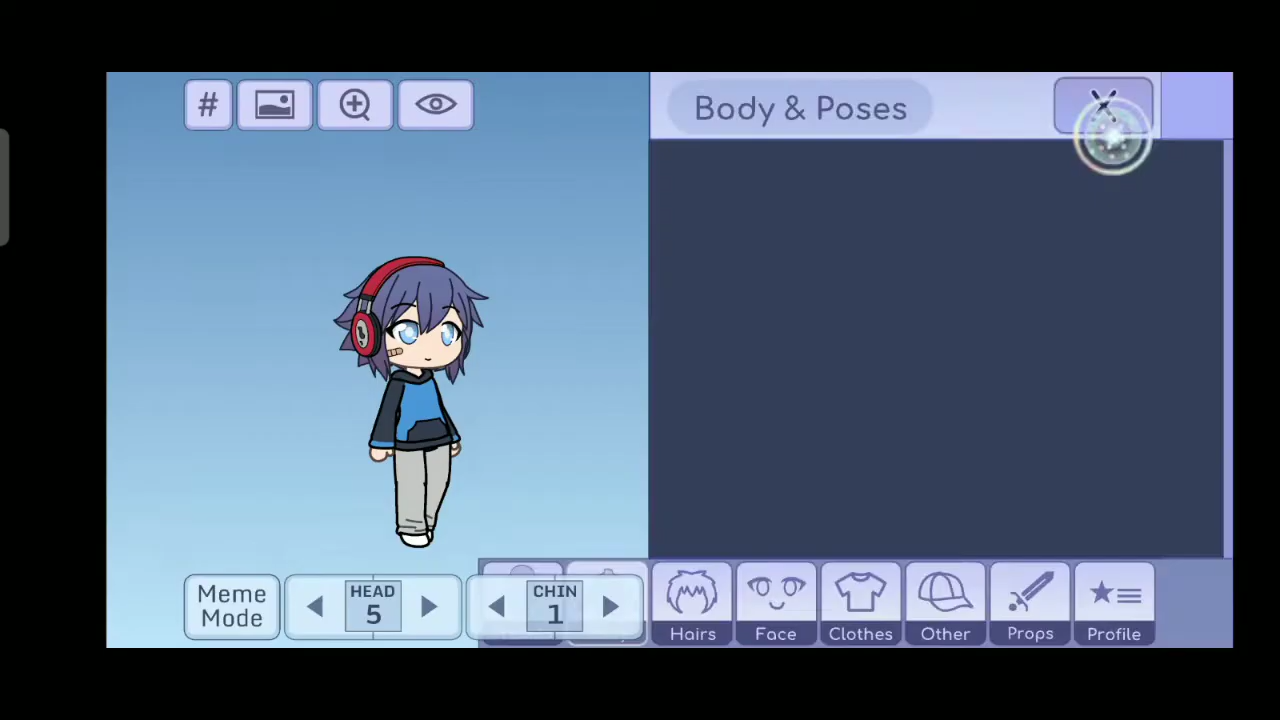 #
Body & Poses
Meme
Mode
HEAD
5
CHIN
1
Hairs
Face
Clothes
Other
Props
Profile